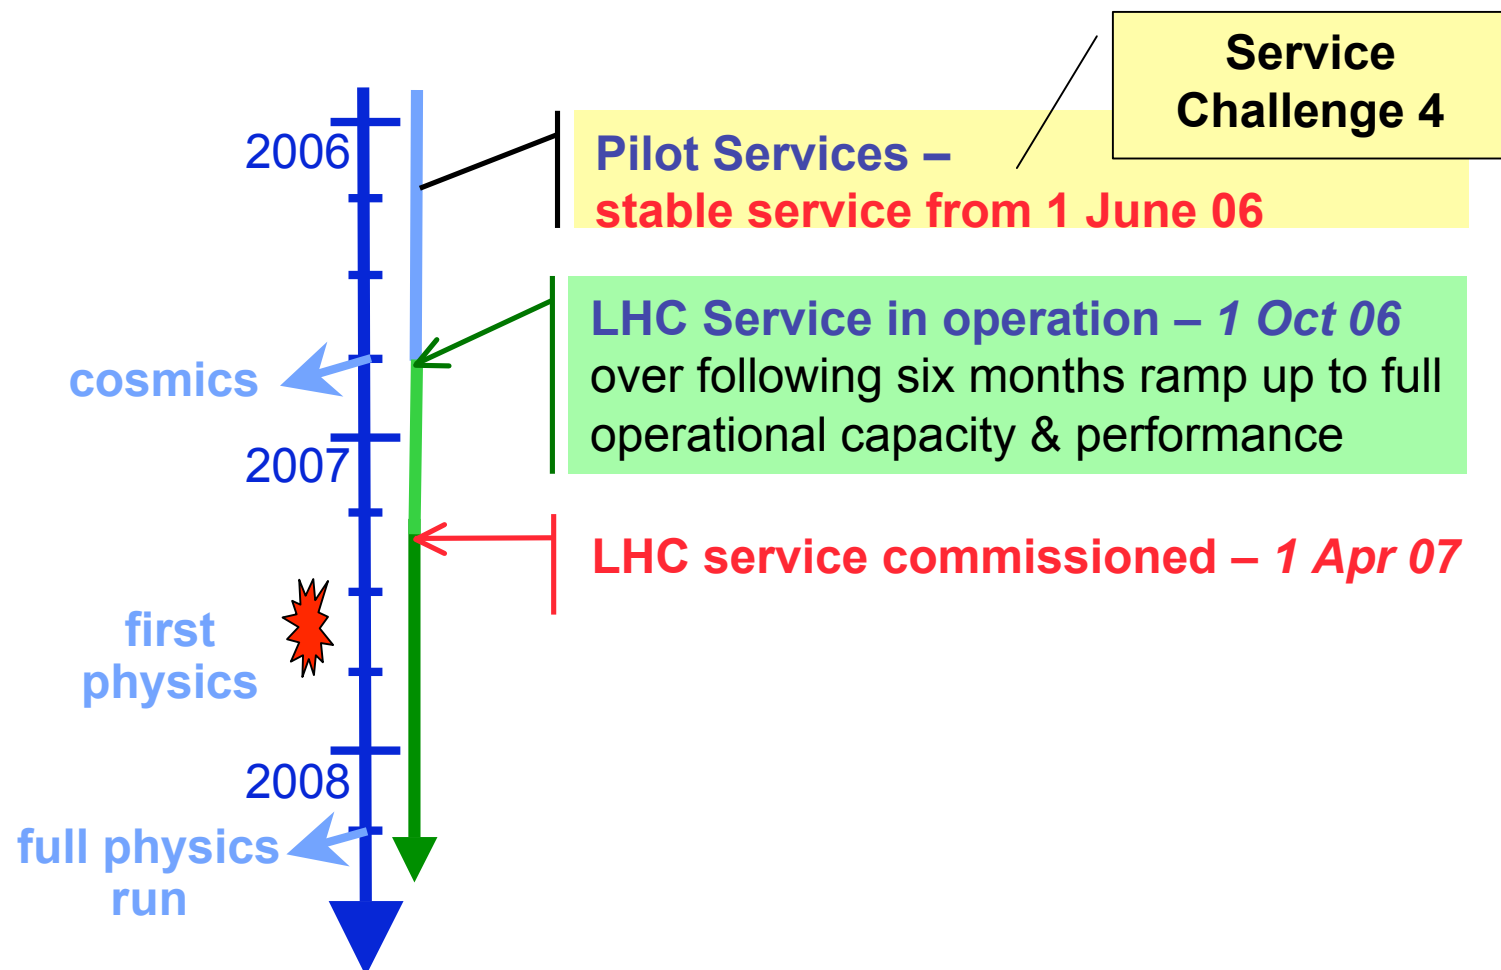 Service
Challenge 4
2006
Pilot Services –
stable service from 1 June 06
LHC Service in operation – 1 Oct 06
over following six months ramp up to full
operational capacity & performance
cosmics
2007
LHC service commissioned – 1 Apr 07
first
physics
2008
full physics
run